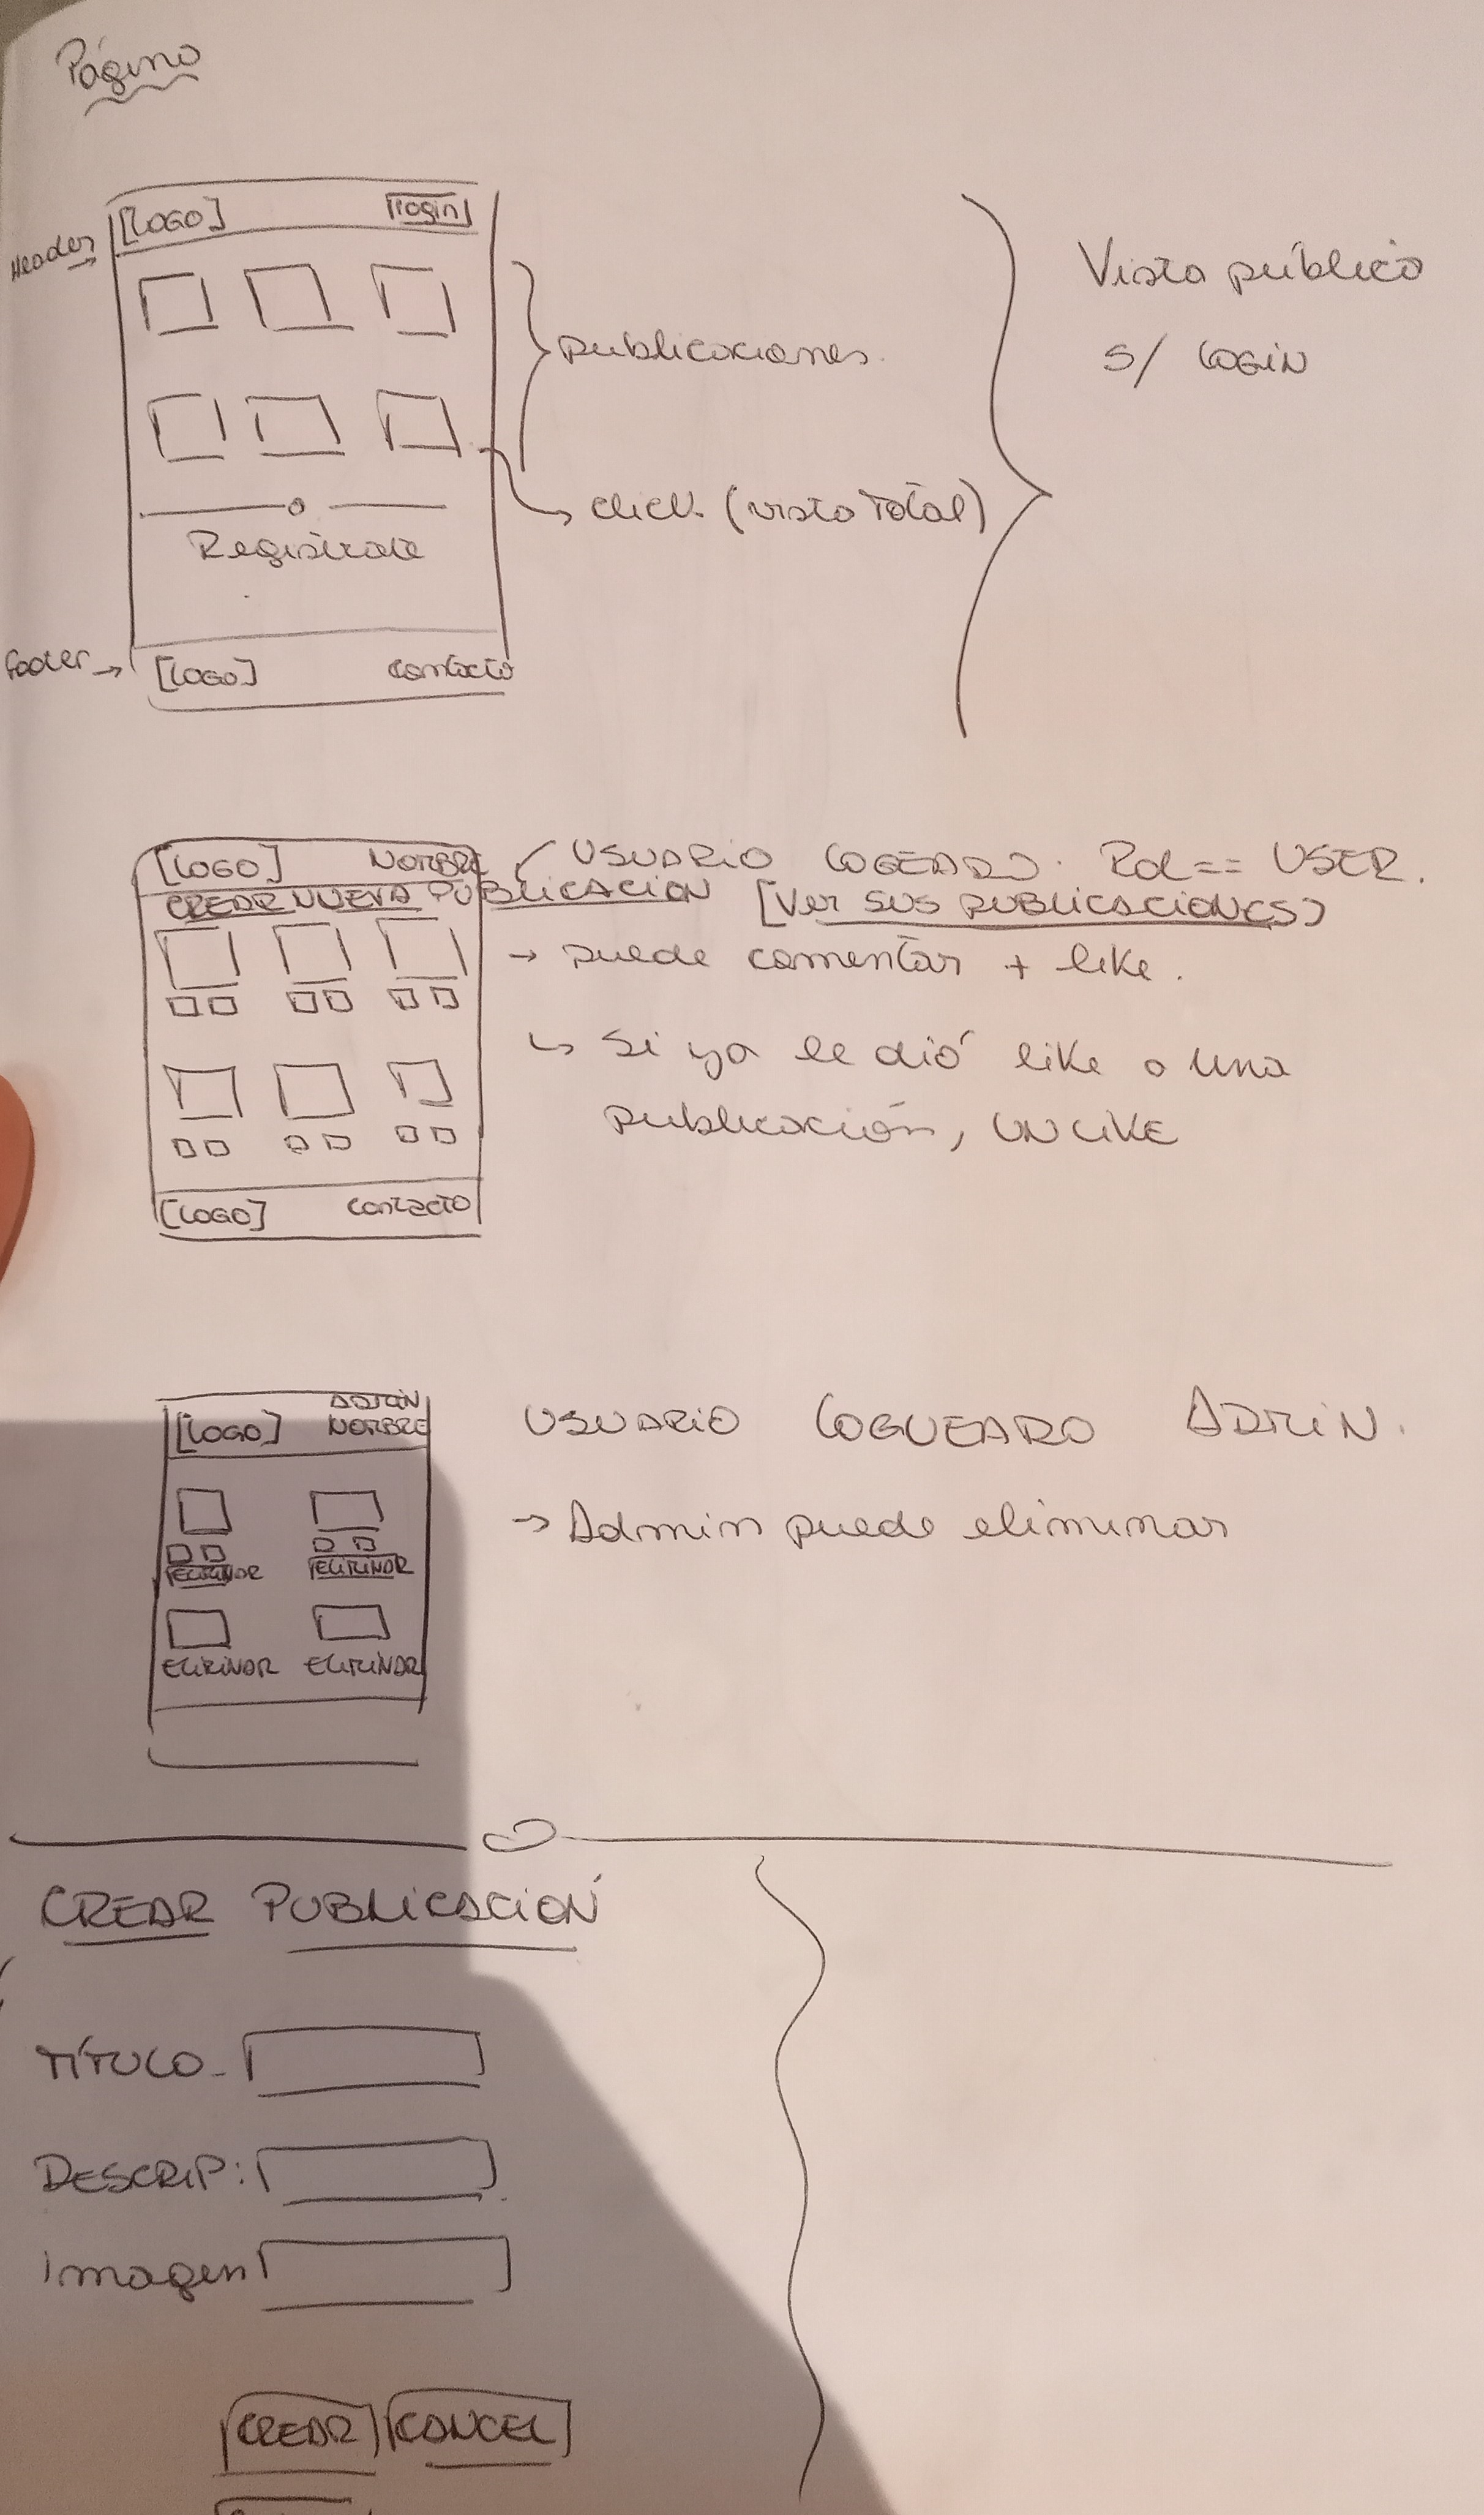 Página
Header →
[LOGO] [login]
publicaciones.
Vista pública
s/ LOGIN
click (vista total)
Registrate
Footer →
[LOGO] contacto
[LOGO] NOMBRE ✓ USUARIO LOGEADO. Rol == USER.
CREAR NUEVA PUBLICACION [Ver SUS PUBLICACIONES]
→ puede comentar + like.
↳ Si ya le dió like a una
publicación, UNLIKE
[LOGO] contacto
ADMIN
[LOGO] NOMBRE
USUARIO LOGUEADO ADMIN.
→ Admin puede eliminar
ELIMINAR ELIMINAR
ELIMINAR ELIMINAR
CREAR PUBLICACIÓN
TÍTULO-
DESCRIP:
Imagen
[CREAR] [CANCEL]